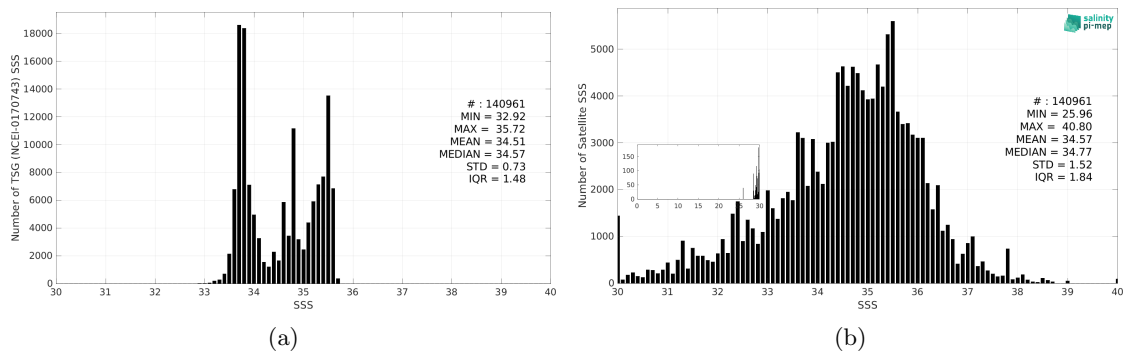 18000
16000
14000
12000
10000
8000
6000
4000
2000
0
Number of TSG (NCEI-0170743) SSS
# : 140961
MIN = 32.92
MAX = 35.72
MEAN = 34.51
MEDIAN = 34.57
STD = 0.73
IQR = 1.48
30 31 32 33 34 35 36 37 38 39 40
SSS
(a)
salinity
pi-mep
5000
4000
3000
2000
1000
0
Number of Satellite SSS
150
100
50
0
0 5 10 15 20 25 30
# : 140961
MIN = 25.96
MAX = 40.80
MEAN = 34.57
MEDIAN = 34.77
STD = 1.52
IQR = 1.84
30 31 32 33 34 35 36 37 38 39 40
SSS
(b)